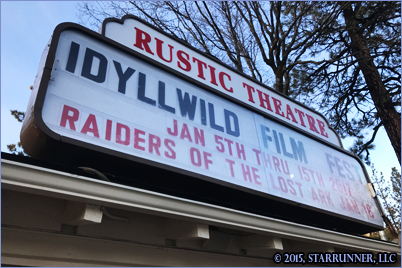 RUSTIC THEATRE
IDYLLWILD FILM FEST
JAN 5TH THRU 15TH
RAIDERS OF THE LOST ARK JAN 16
© 2015, STARRUNNER, LLC